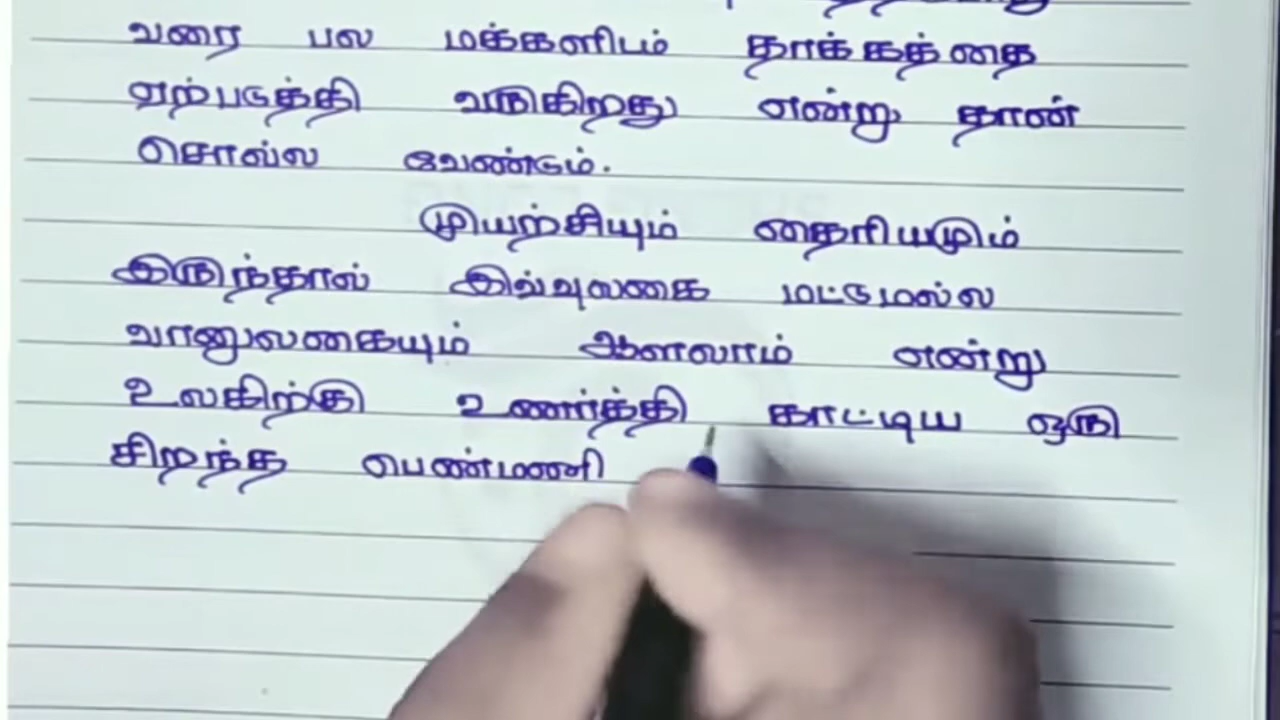 வரை பல மக்களிடம் தாக்கத்தை
ஏற்படுத்தி வருகிறது என்று தான்
சொல்ல வேண்டும்.
முயற்சியும் தைரியமும்
இருந்தால் இவ்வுலகை மட்டுமல்ல
வானுலகையும் ஆளலாம் என்று
உலகிற்கு உணர்த்தி காட்டிய ஒரு
சிறந்த பெண்மணி